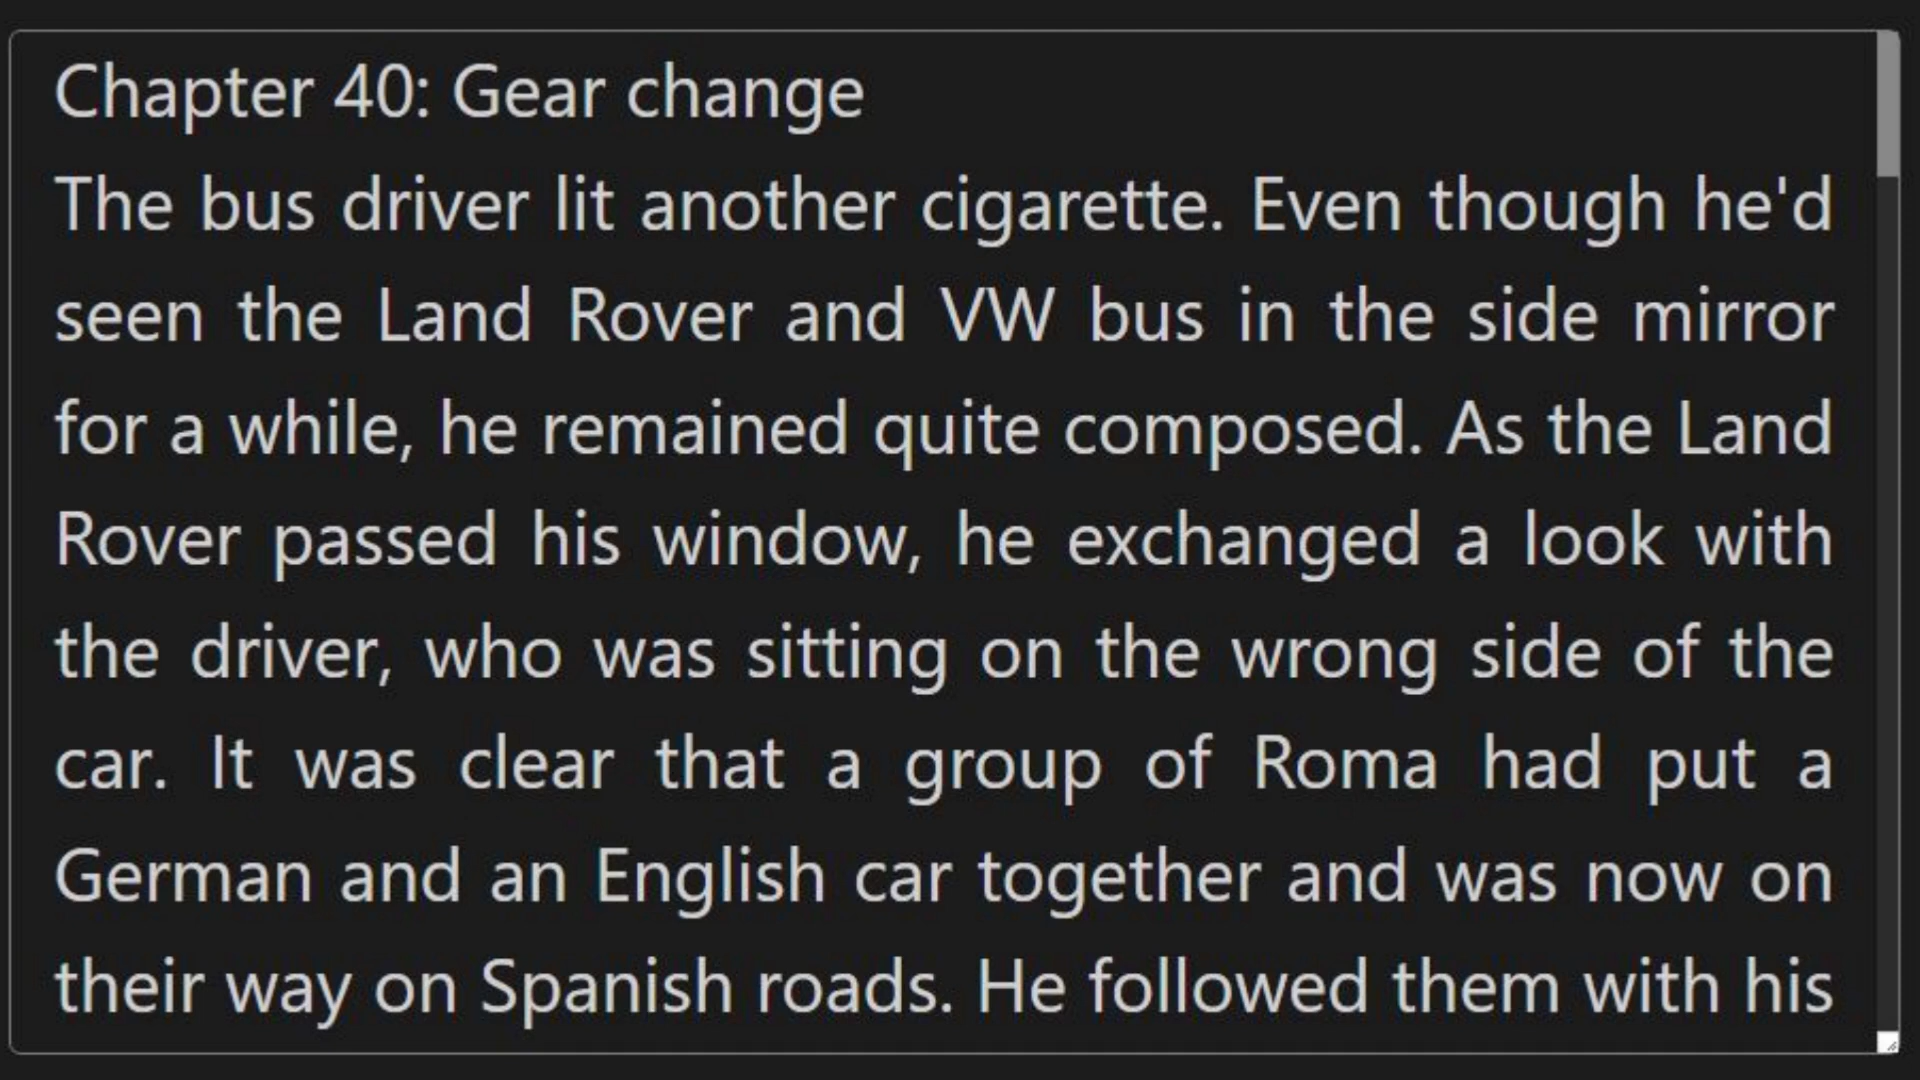 Chapter 40: Gear change
The bus driver lit another cigarette. Even though he'd
seen the Land Rover and VW bus in the side mirror
for a while, he remained quite composed. As the Land
Rover passed his window, he exchanged a look with
the driver, who was sitting on the wrong side of the
car. It was clear that a group of Roma had put a
German and an English car together and was now on
their way on Spanish roads. He followed them with his